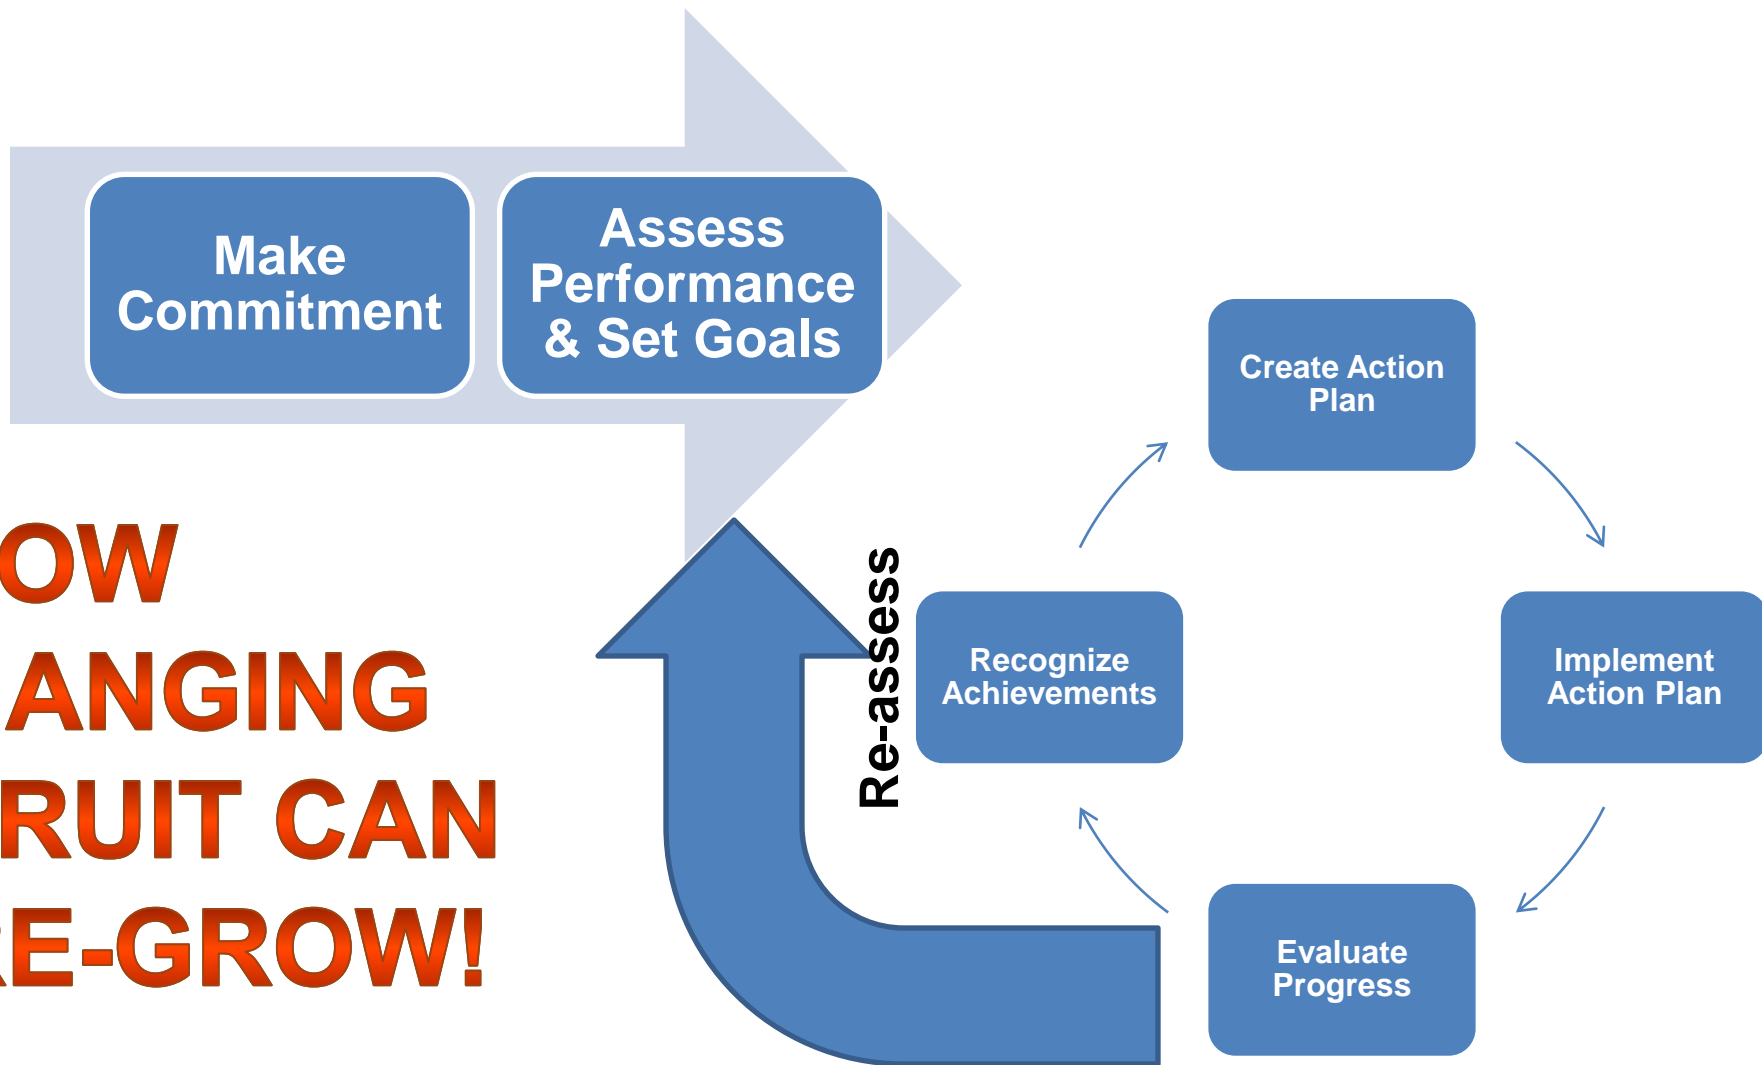 Make
Commitment
Assess
Performance
& Set Goals
Create Action
Plan
Implement
Action Plan
Evaluate
Progress
Recognize
Achievements
Re-assess
OW
ANGING
RUIT CAN
RE-GROW!